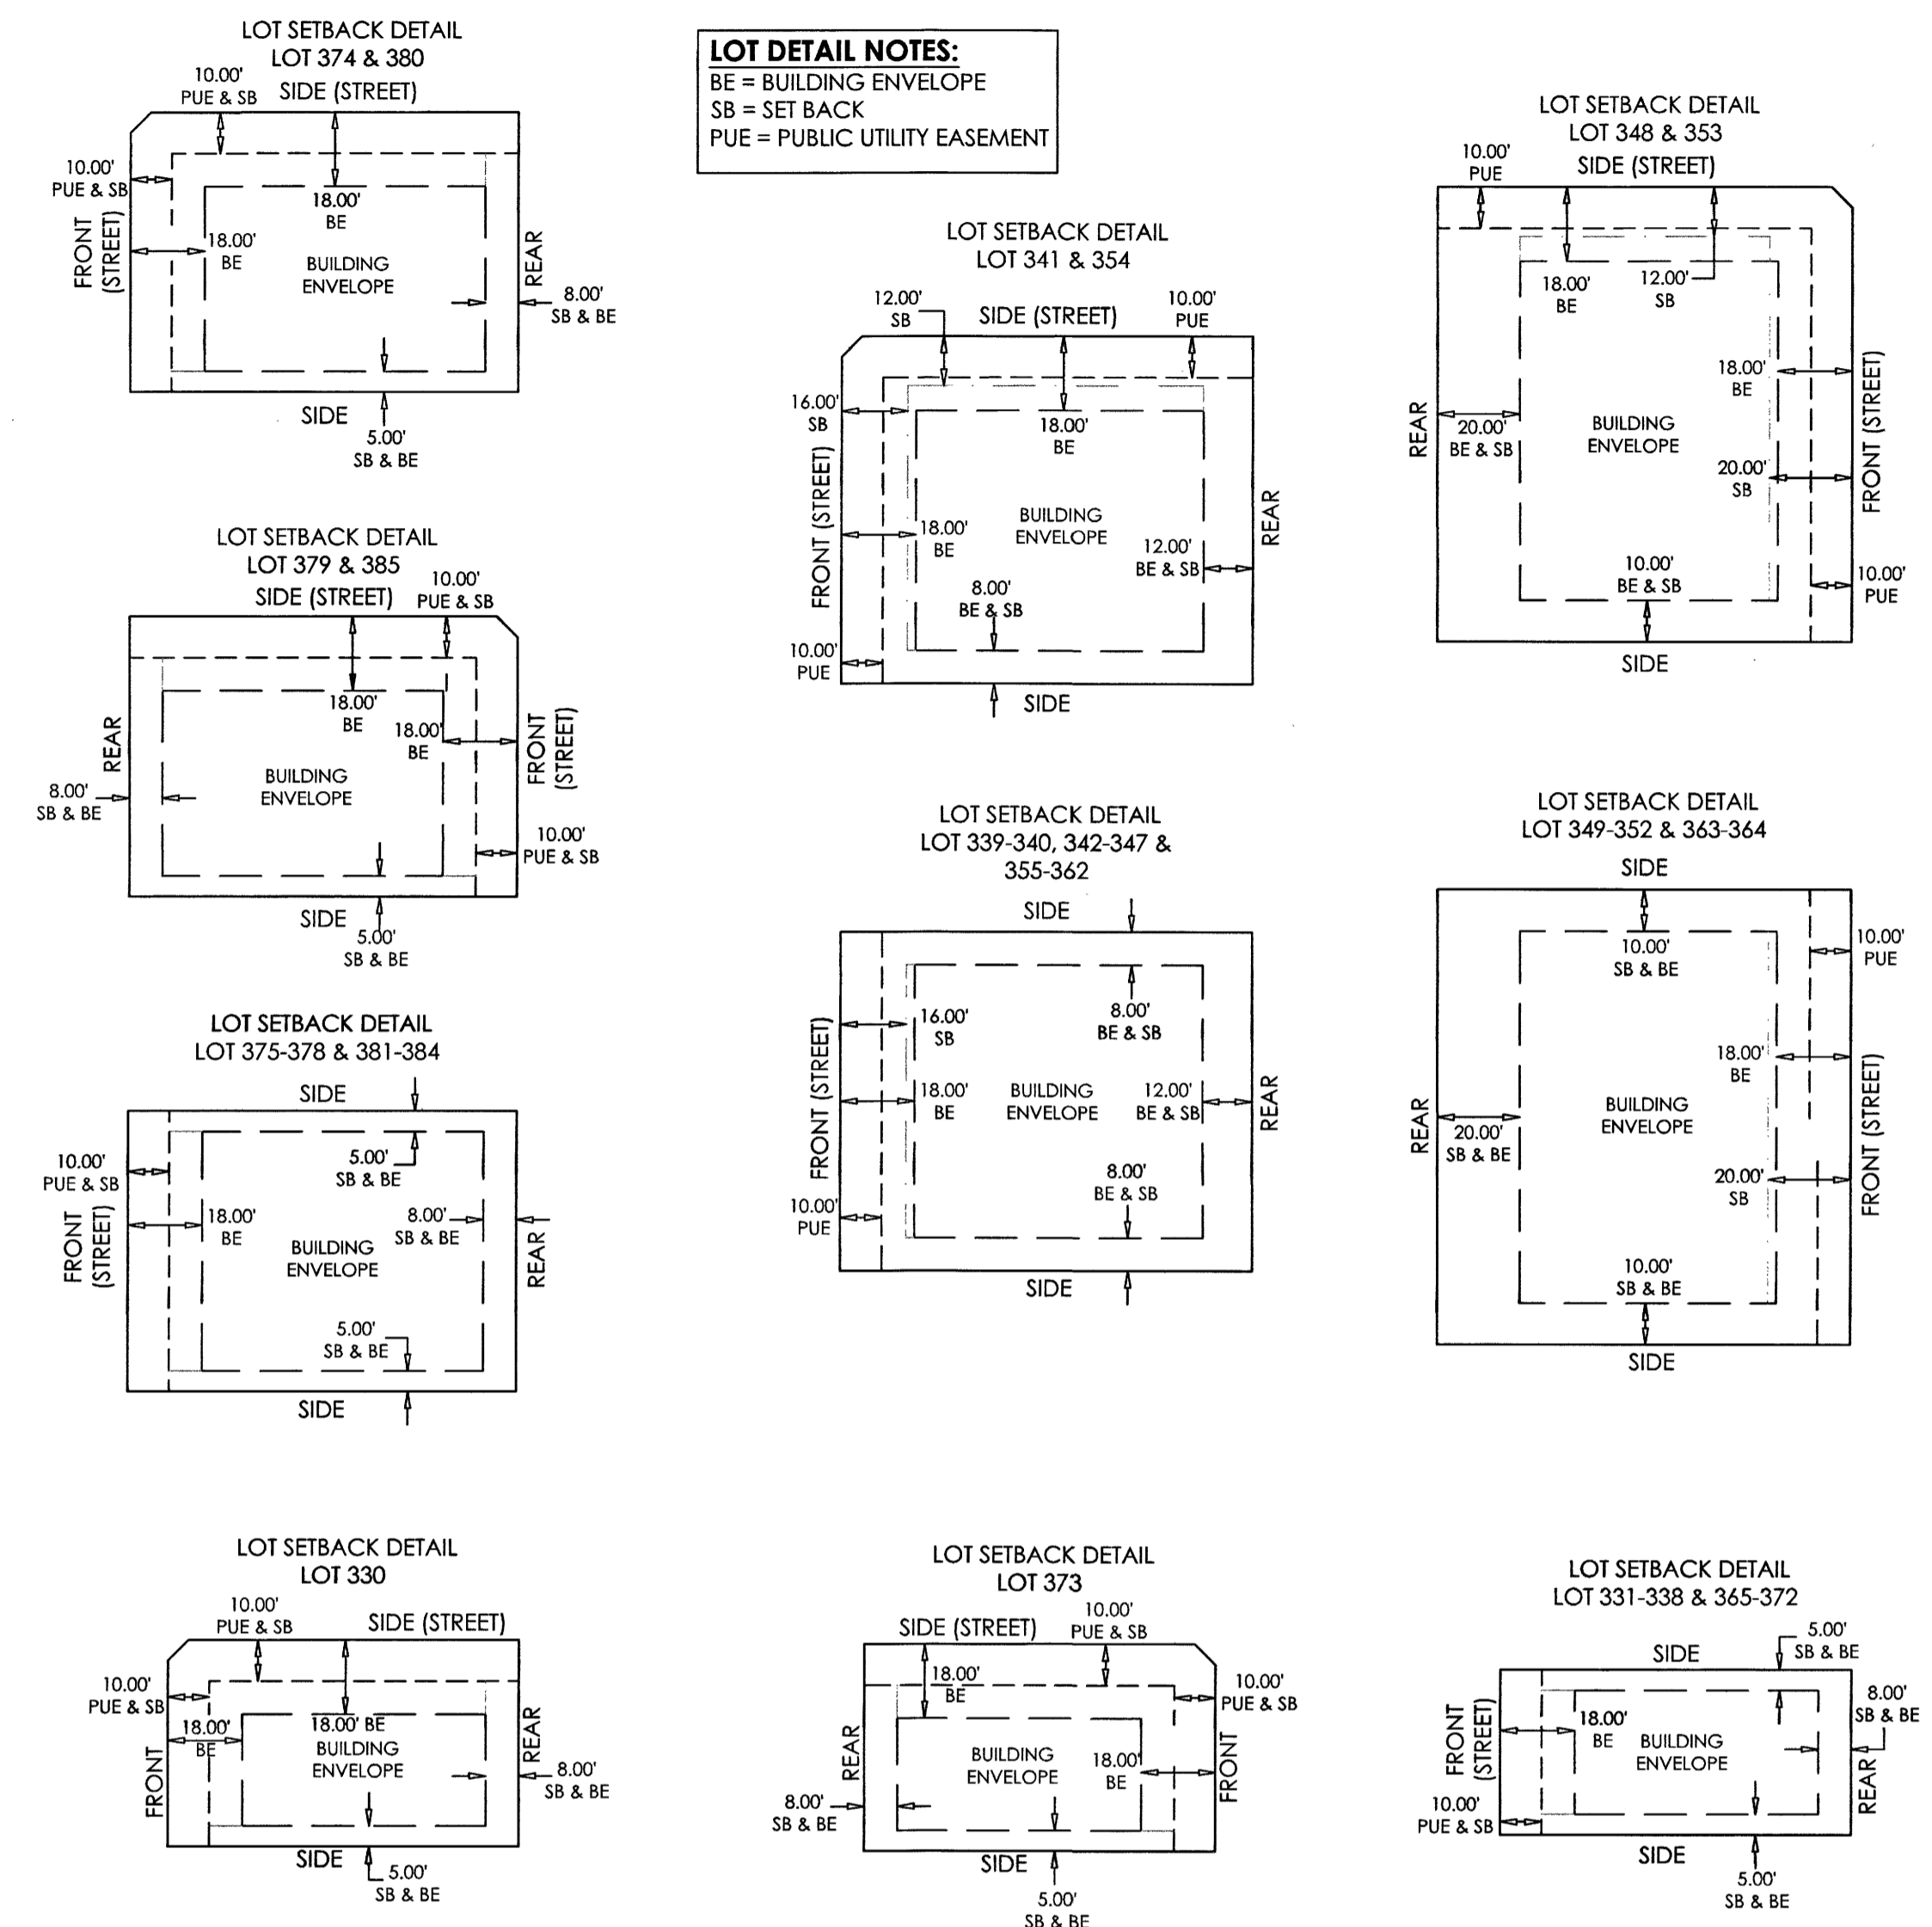 LOT SETBACK DETAIL
LOT 374 & 380
10.00'
PUE & SB
SIDE (STREET)
10.00'
PUE & SB
FRONT
(STREET)
18.00'
BE
18.00'
BE
BUILDING
ENVELOPE
REAR
8.00'
SB & BE
SIDE
5.00'
SB & BE
LOT DETAIL NOTES:
BE = BUILDING ENVELOPE
SB = SET BACK
PUE = PUBLIC UTILITY EASEMENT
LOT SETBACK DETAIL
LOT 348 & 353
10.00'
PUE
SIDE (STREET)
18.00'
BE
12.00'
SB
18.00'
BE
REAR
20.00'
BE & SB
BUILDING
ENVELOPE
20.00'
SB
FRONT (STREET)
10.00'
BE & SB
10.00'
PUE
SIDE
LOT SETBACK DETAIL
LOT 341 & 354
12.00'
SB
SIDE (STREET)
10.00'
PUE
16.00'
SB
18.00'
BE
FRONT (STREET)
18.00'
BE
BUILDING
ENVELOPE
12.00'
BE & SB
REAR
8.00'
BE & SB
10.00'
PUE
SIDE
LOT SETBACK DETAIL
LOT 379 & 385
SIDE (STREET)
10.00'
PUE & SB
18.00'
BE
18.00'
BE
REAR
FRONT
(STREET)
BUILDING
ENVELOPE
8.00'
SB & BE
10.00'
PUE & SB
SIDE
5.00'
SB & BE
LOT SETBACK DETAIL
LOT 339-340, 342-347 &
355-362
SIDE
16.00'
SB
8.00'
BE & SB
FRONT (STREET)
18.00'
BE
BUILDING
ENVELOPE
12.00'
BE & SB
REAR
8.00'
BE & SB
10.00'
PUE
SIDE
LOT SETBACK DETAIL
LOT 349-352 & 363-364
SIDE
10.00'
SB & BE
10.00'
PUE
18.00'
BE
REAR
20.00'
SB & BE
BUILDING
ENVELOPE
20.00'
SB
FRONT (STREET)
10.00'
SB & BE
SIDE
LOT SETBACK DETAIL
LOT 375-378 & 381-384
SIDE
10.00'
PUE & SB
5.00'
SB & BE
FRONT
(STREET)
18.00'
BE
8.00'
SB & BE
BUILDING
ENVELOPE
REAR
5.00'
SB & BE
SIDE
LOT SETBACK DETAIL
LOT 330
10.00'
PUE & SB
SIDE (STREET)
10.00'
PUE & SB
18.00'
BE
18.00' BE
BUILDING
ENVELOPE
FRONT
REAR
8.00'
SB & BE
SIDE
5.00'
SB & BE
LOT SETBACK DETAIL
LOT 373
SIDE (STREET)
10.00'
PUE & SB
18.00'
BE
10.00'
PUE & SB
REAR
BUILDING
ENVELOPE
18.00'
BE
FRONT
8.00'
SB & BE
SIDE
5.00'
SB & BE
LOT SETBACK DETAIL
LOT 331-338 & 365-372
SIDE
5.00'
SB & BE
8.00'
SB & BE
FRONT
(STREET)
18.00'
BE
BUILDING
ENVELOPE
REAR
10.00'
PUE & SB
SIDE
5.00'
SB & BE